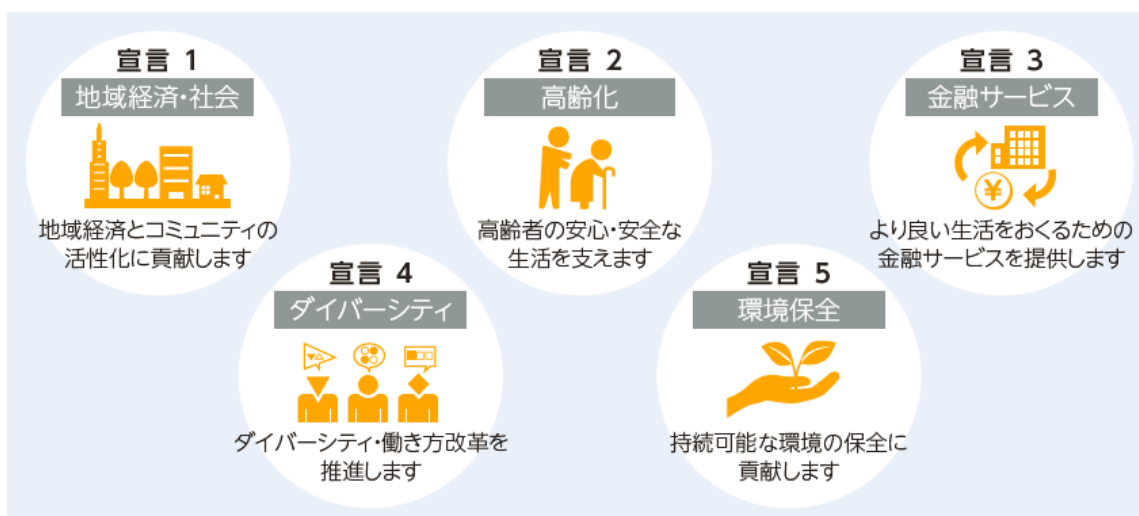 宣言 1
地域経済・社会
地域経済とコミュニティの
活性化に貢献します
宣言 2
高齢化
高齢者の安心・安全な
生活を支えます
宣言 3
金融サービス
¥
より良い生活をおくるための
金融サービスを提供します
宣言 4
ダイバーシティ
ダイバーシティ・働き方改革を
推進します
宣言 5
環境保全
持続可能な環境の保全に
貢献します